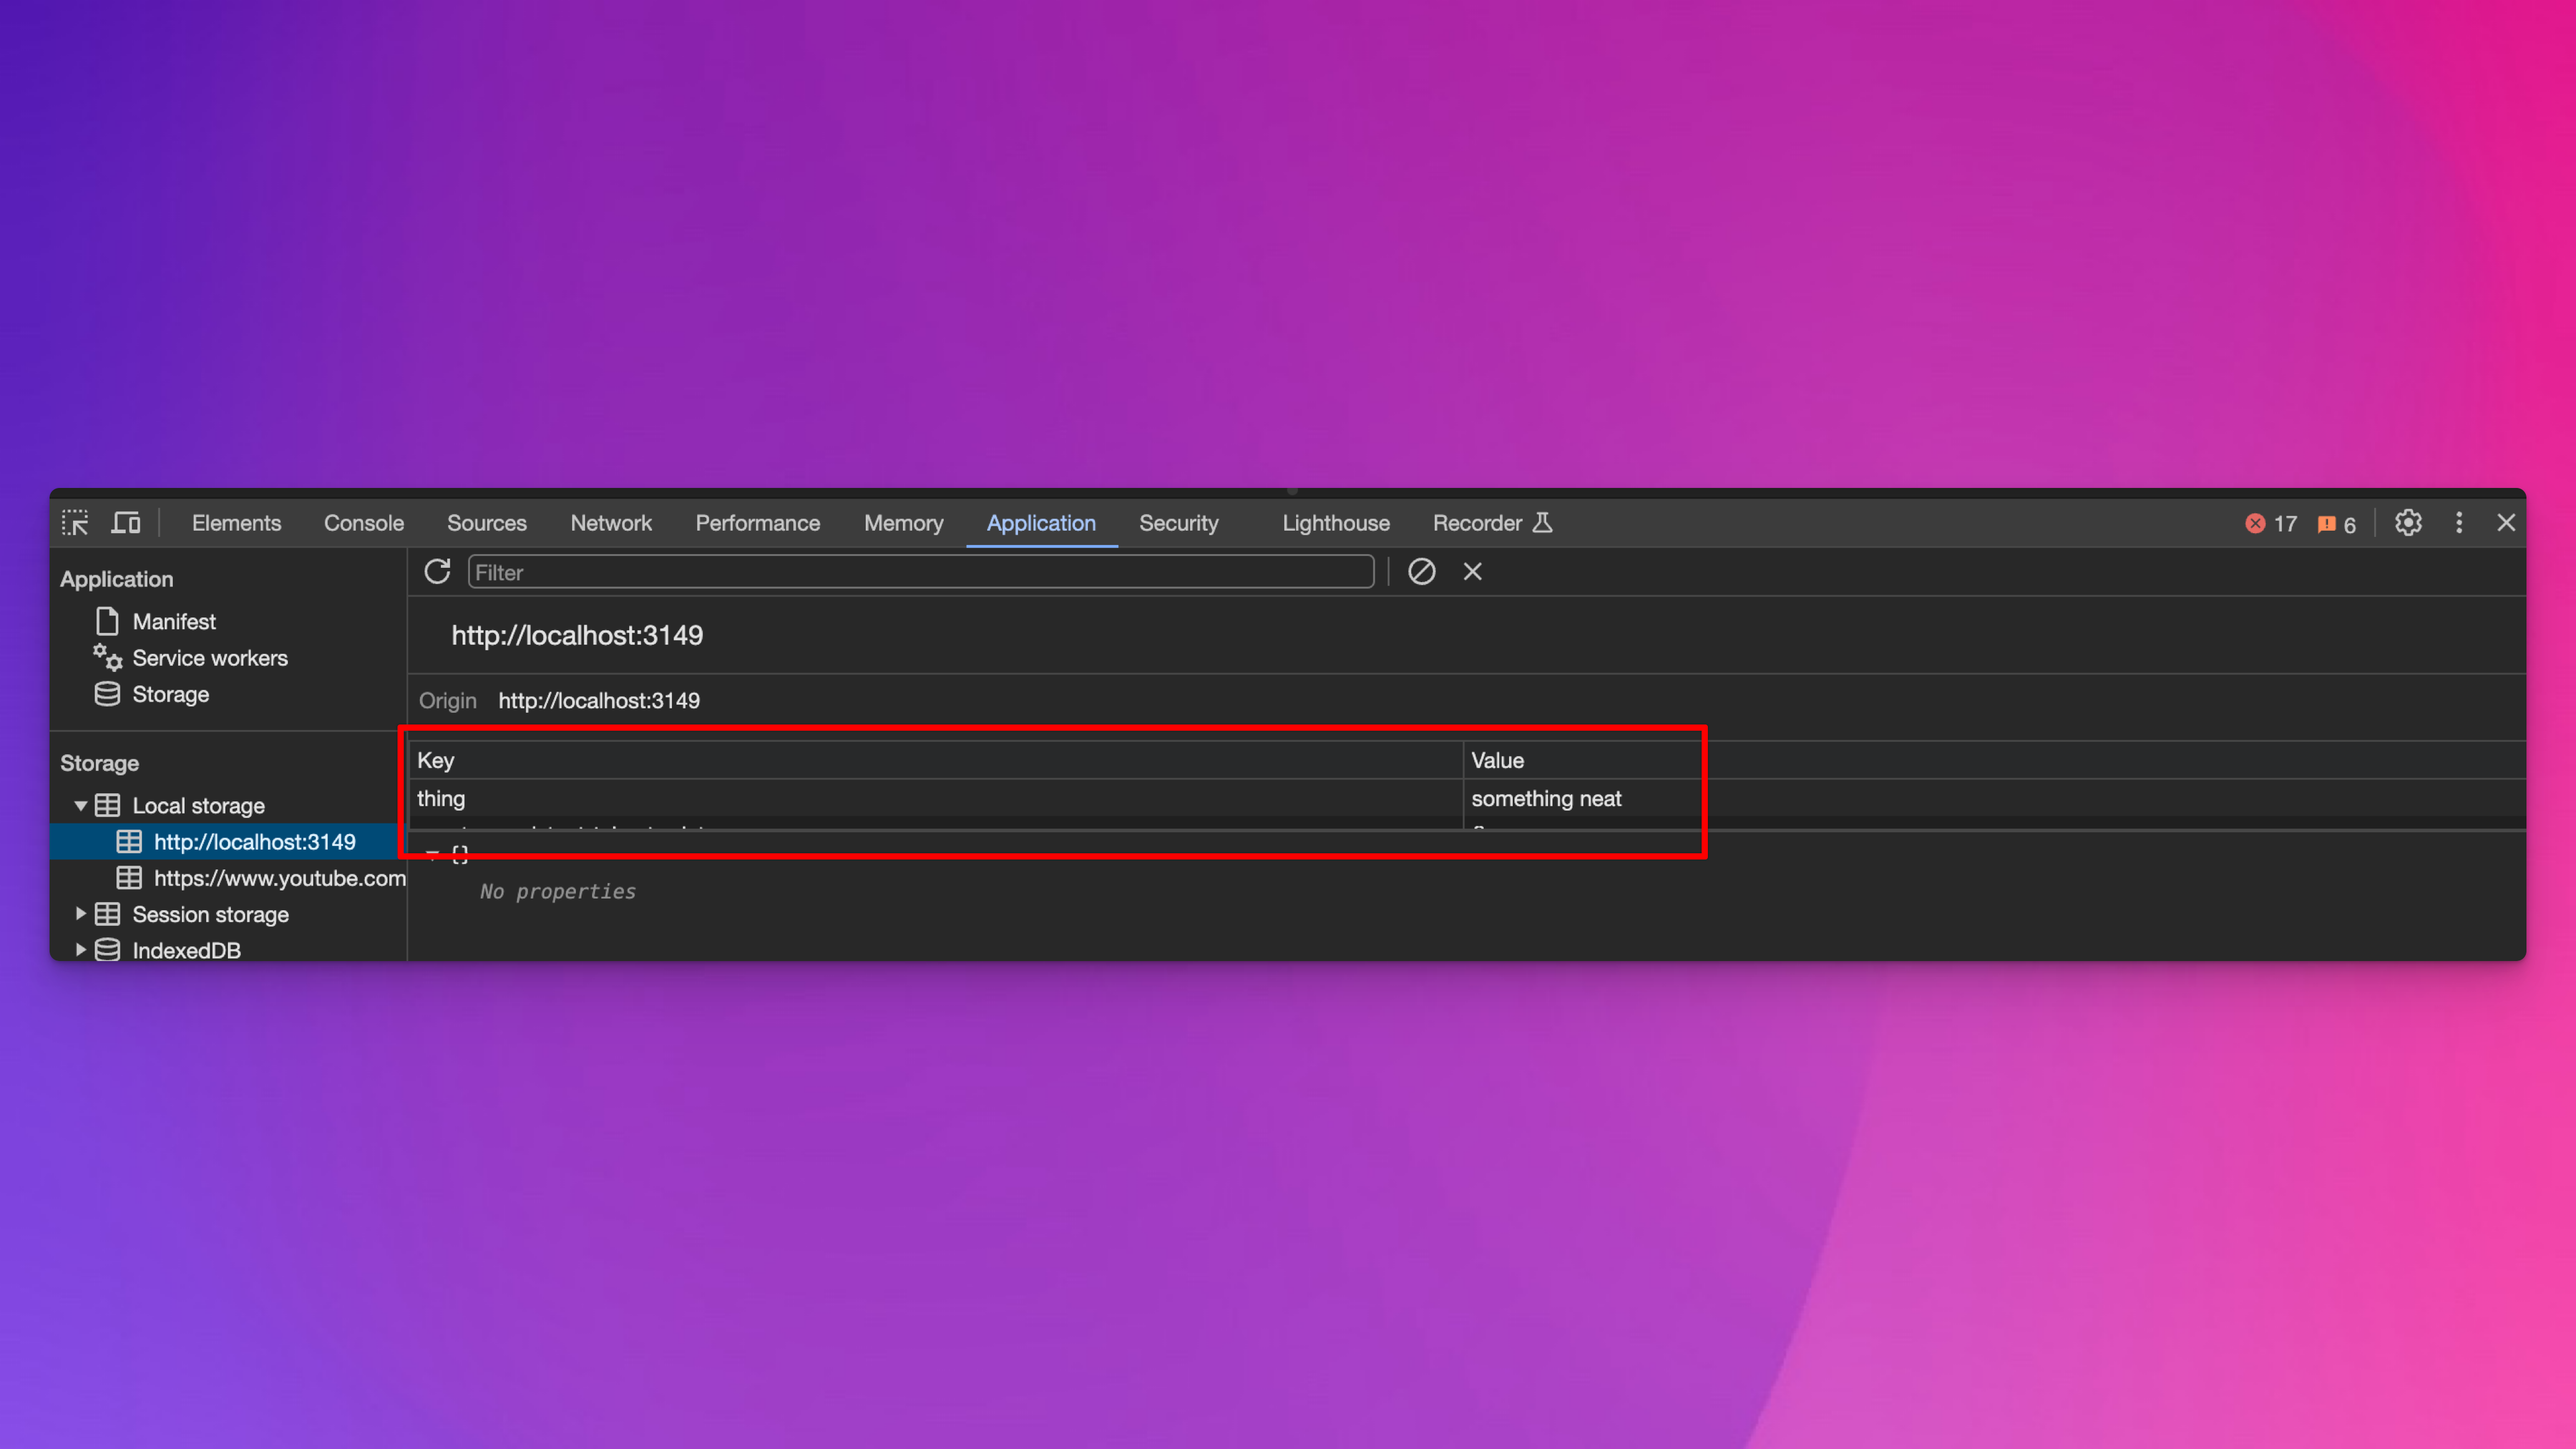 Elements Console Sources Network Performance Memory Application Security Lighthouse Recorder 17 6
Application
Manifest
Service workers
Storage
Storage
Local storage
http://localhost:3149
https://www.youtube.com
Session storage
IndexedDB
Filter
http://localhost:3149
Origin http://localhost:3149
Key Value
thing something neat
{}
No properties